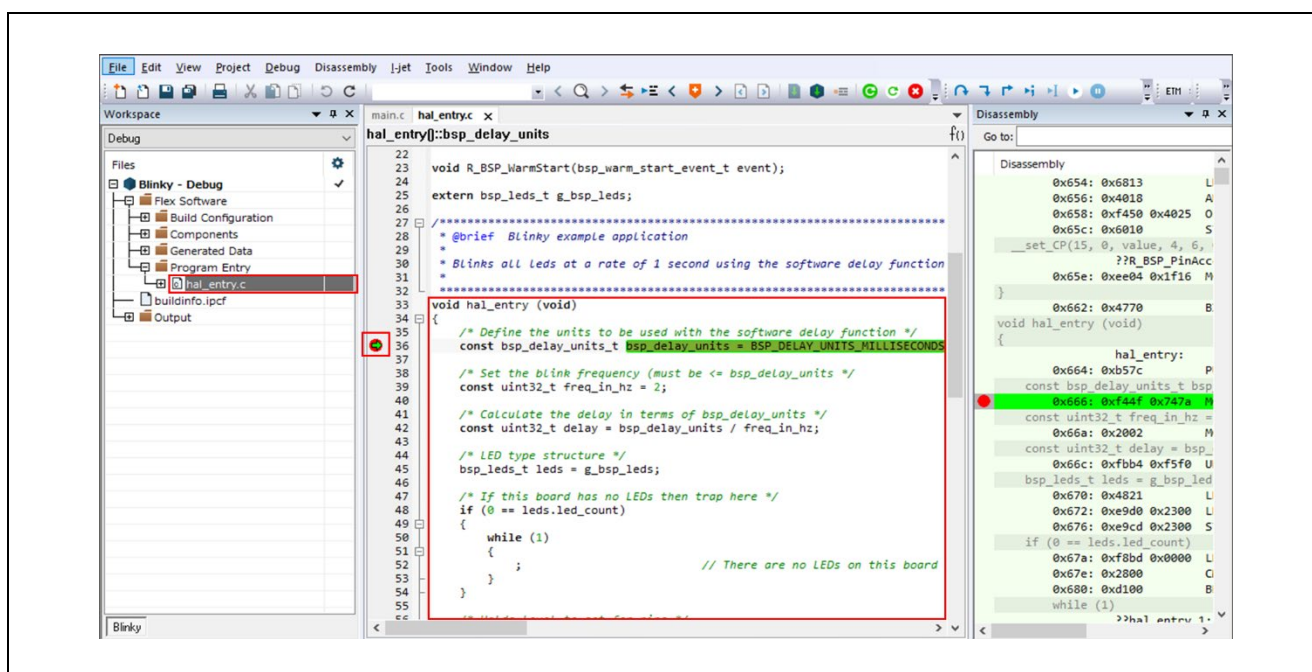 File Edit View Project Debug Disassembly I-jet Tools Window Help
ETM
Workspace
Debug
Files
Blinky - Debug
Flex Software
Build Configuration
Components
Generated Data
Program Entry
hal_entry.c
buildinfo.ipcf
Output
Blinky
main.c hal_entry.c x
hal_entry()::bsp_delay_units f()
22
23 void R_BSP_WarmStart(bsp_warm_start_event_t event);
24
25 extern bsp_leds_t g_bsp_leds;
26
27 /*************************************************************************
28 * @brief Blinky example application
29 *
30 * Blinks all leds at a rate of 1 second using the software delay function
31 *
32 *************************************************************************
33 void hal_entry (void)
34 {
35 /* Define the units to be used with the software delay function */
36 const bsp_delay_units_t bsp_delay_units = BSP_DELAY_UNITS_MILLISECONDS
37
38 /* Set the blink frequency (must be <= bsp_delay_units */
39 const uint32_t freq_in_hz = 2;
40
41 /* Calculate the delay in terms of bsp_delay_units */
42 const uint32_t delay = bsp_delay_units / freq_in_hz;
43
44 /* LED type structure */
45 bsp_leds_t leds = g_bsp_leds;
46
47 /* If this board has no LEDs then trap here */
48 if (0 == leds.led_count)
49 {
50 while (1)
51 {
52 ; // There are no LEDs on this board
53 }
54 }
55
56
Disassembly
Go to:
Disassembly
0x654: 0x6813
0x656: 0x4018
0x658: 0xf450 0x4025
0x65c: 0x6010
__set_CP(15, 0, value, 4, 6,
??R_BSP_PinAcc
0x65e: 0xee04 0x1f16
}
0x662: 0x4770
void hal_entry (void)
{
hal_entry:
0x664: 0xb57c
const bsp_delay_units_t bsp
0x666: 0xf44f 0x747a
const uint32_t freq_in_hz =
0x66a: 0x2002
const uint32_t delay = bsp_
0x66c: 0xfbb4 0xf5f0
bsp_leds_t leds = g_bsp_led
0x670: 0x4821
0x672: 0xe9d0 0x2300
0x676: 0xe9cd 0x2300
if (0 == leds.led_count)
0x67a: 0xf8bd 0x0000
0x67e: 0x2800
0x680: 0xd100
while (1)
??hal_entry_1: